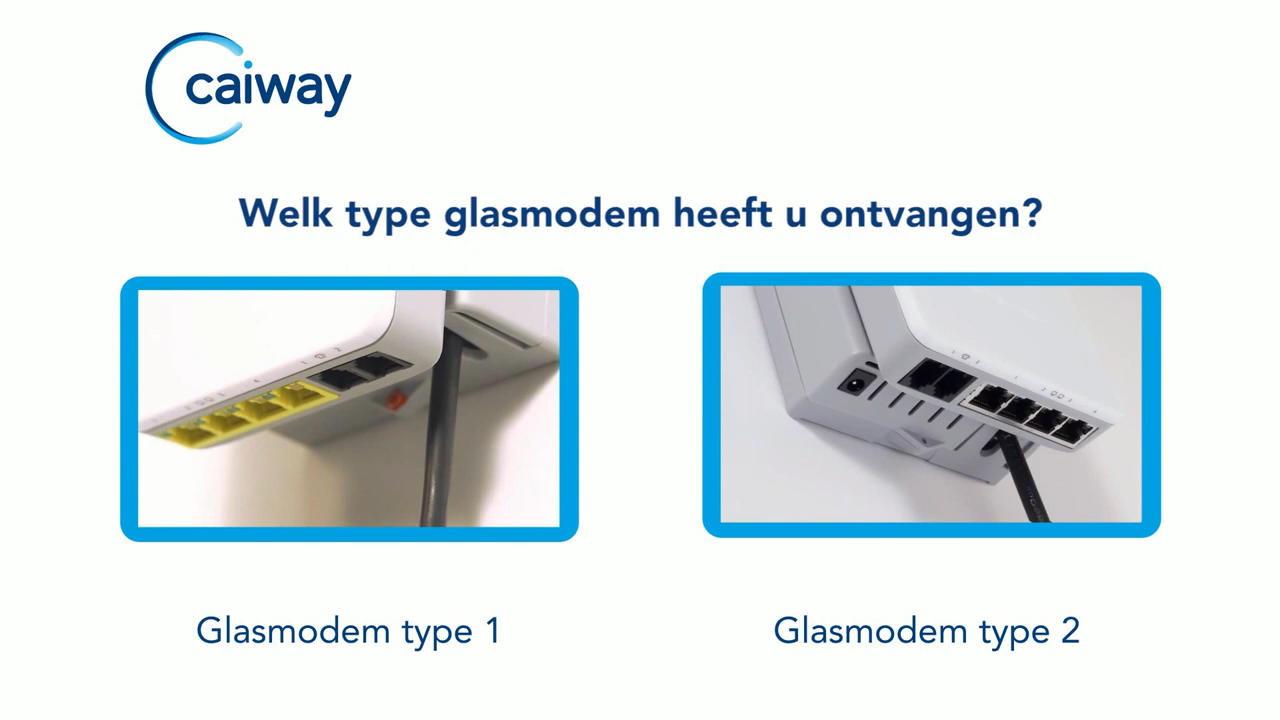 caiway
Welk type glasmodem heeft u ontvangen?
Glasmodem type 1
Glasmodem type 2